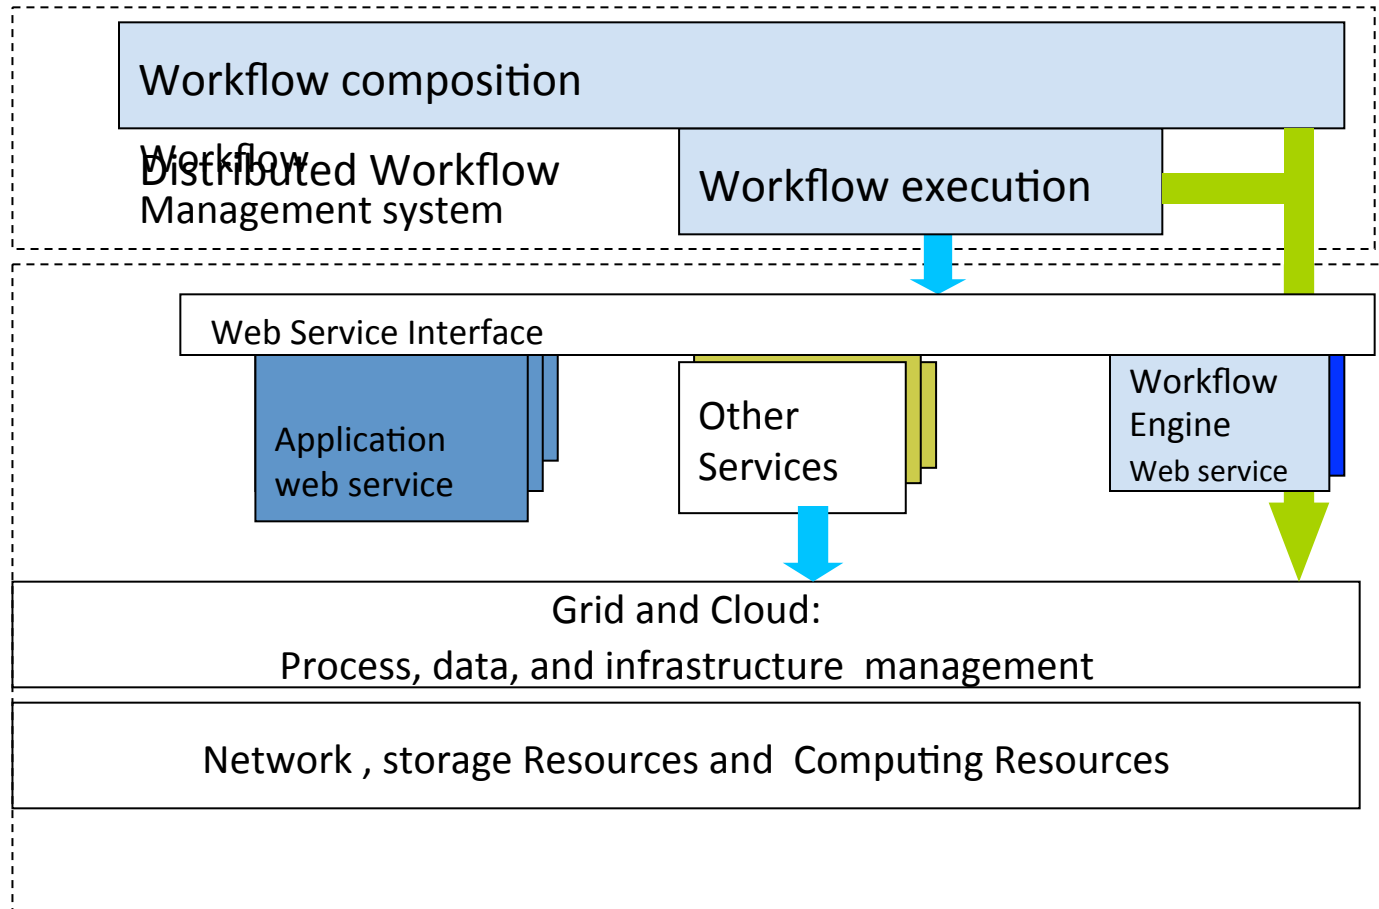 Workflow composition
Workflow
Distributed Workflow
Management system
Workflow execution
Web Service Interface
Application
web service
Other
Services
Workflow
Engine
Web service
Grid and Cloud:
Process, data, and infrastructure  management
Network , storage Resources and  Computing Resources